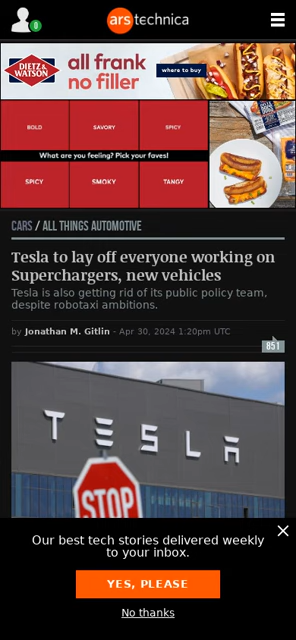 0
ars technica
DIETZ & WATSON
all frank
no filler
where to buy
BOLD
SAVORY
SPICY
What are you feeling? Pick your faves!
SPICY
SMOKY
TANGY
CARS / ALL THINGS AUTOMOTIVE
Tesla to lay off everyone working on
Superchargers, new vehicles
Tesla is also getting rid of its public policy team,
despite robotaxi ambitions.
by Jonathan M. Gitlin - Apr 30, 2024 1:20pm UTC
851
TESLA
STOP
Our best tech stories delivered weekly
to your inbox.
YES, PLEASE
No thanks